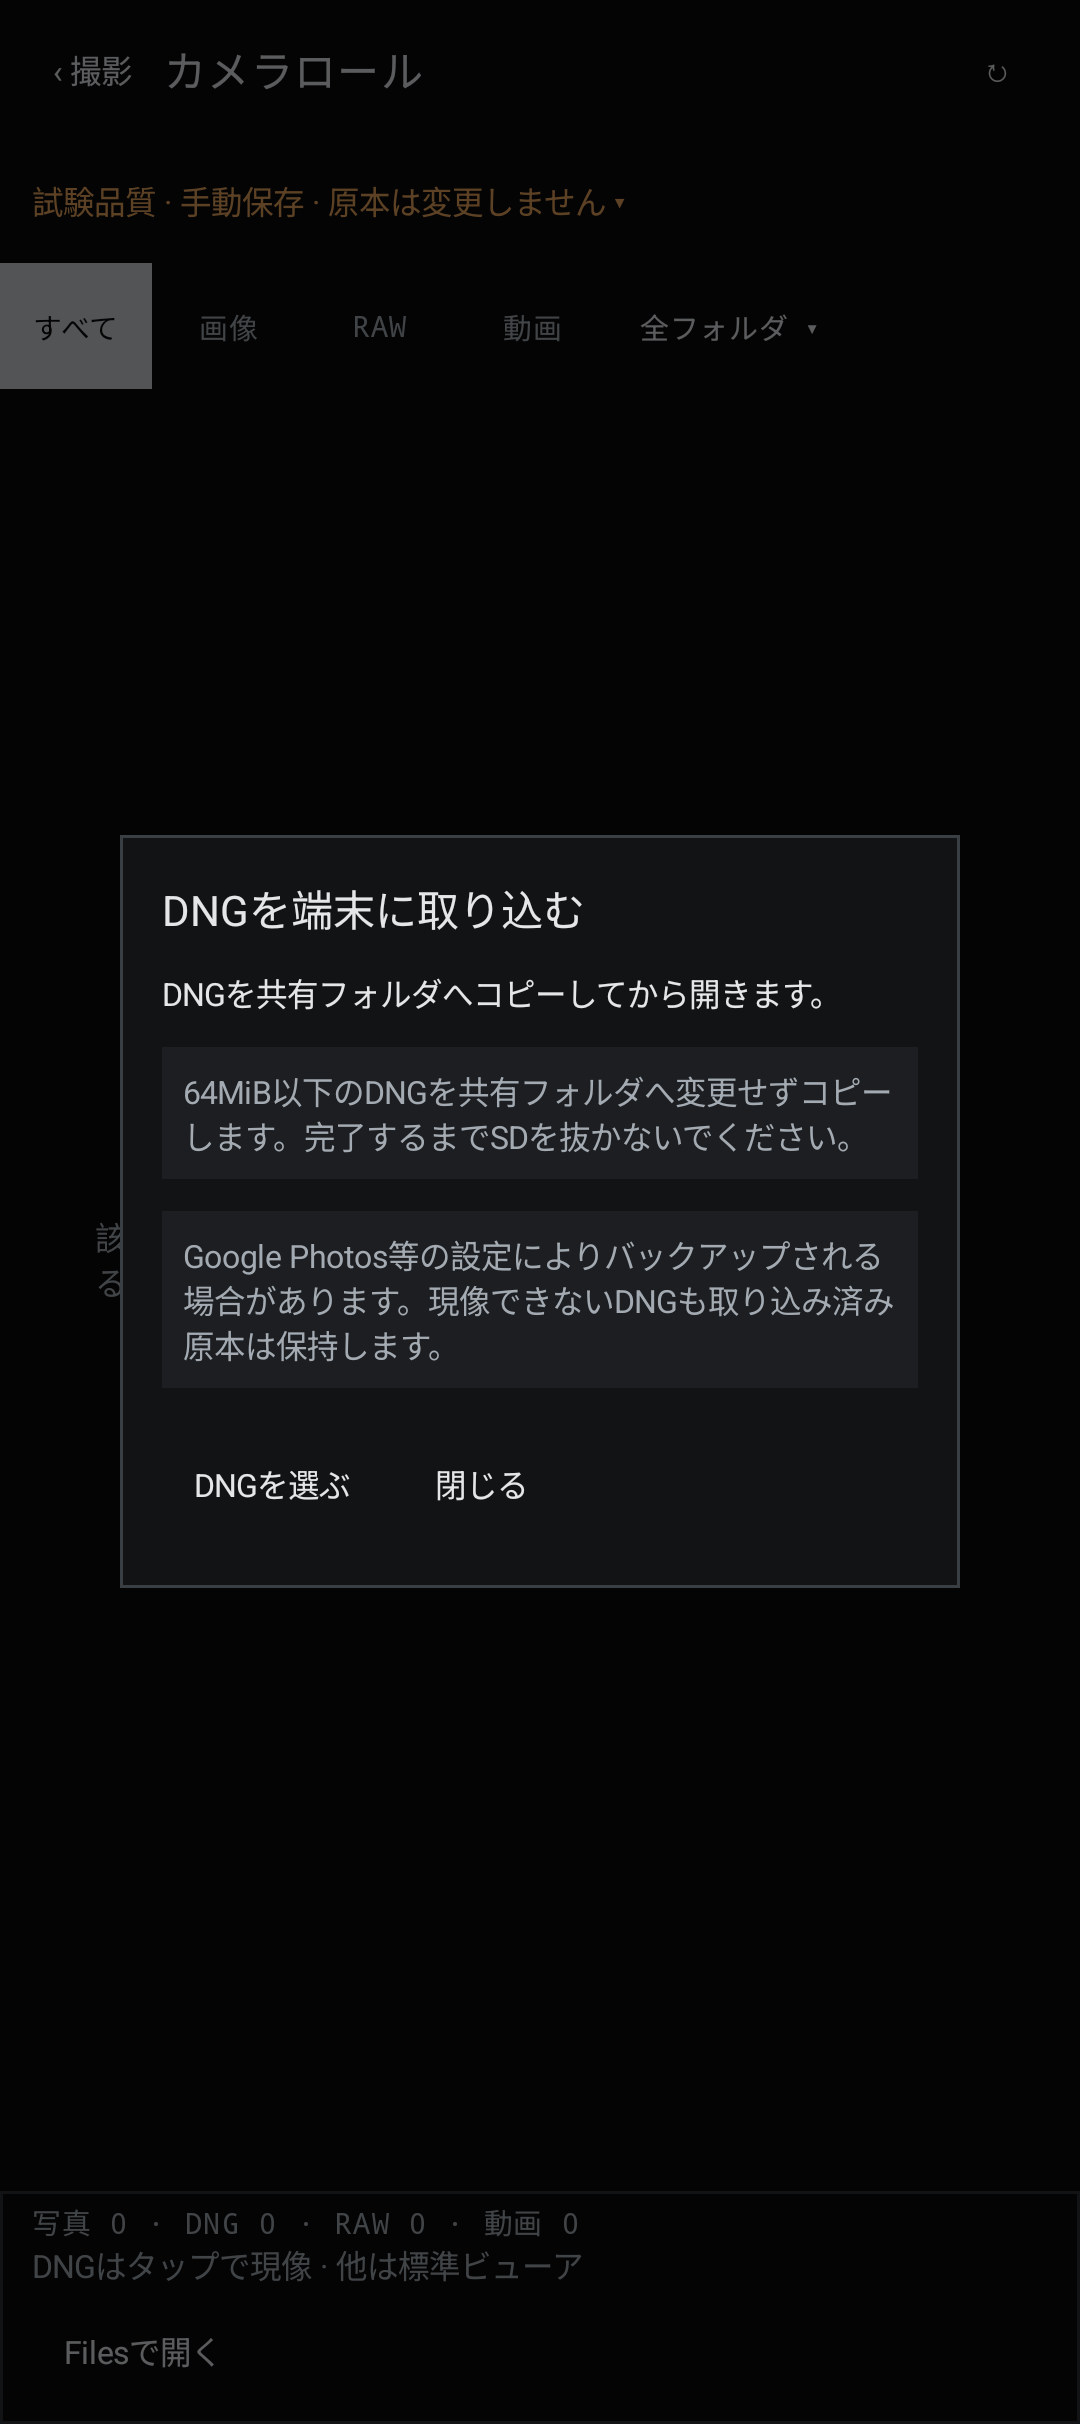 ‹ 撮影 カメラロール ↻
試験品質 · 手動保存 · 原本は変更しません ▾
すべて 画像 RAW 動画 全フォルダ ▾
DNGを端末に取り込む
DNGを共有フォルダへコピーしてから開きます。
64MiB以下のDNGを共有フォルダへ変更せずコピー
します。完了するまでSDを抜かないでください。
Google Photos等の設定によりバックアップされる
場合があります。現像できないDNGも取り込み済み
原本は保持します。
該
る
DNGを選ぶ 閉じる
写真 0 · DNG 0 · RAW 0 · 動画 0
DNGはタップで現像 · 他は標準ビューア
Filesで開く